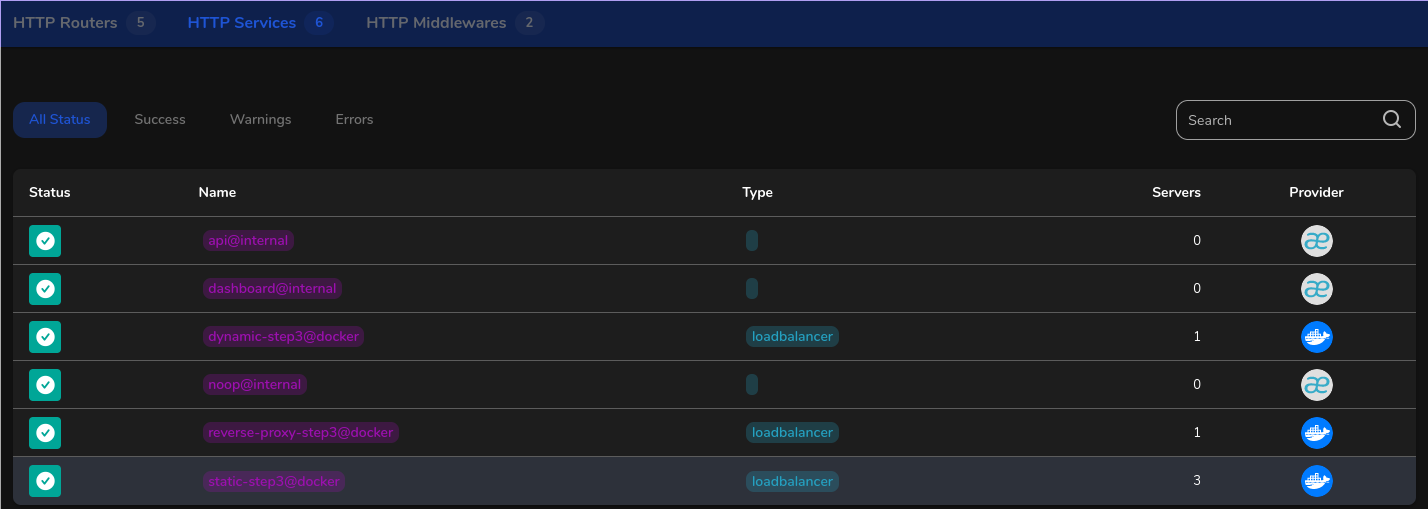 HTTP Routers 5 HTTP Services 6 HTTP Middlewares 2
All Status Success Warnings Errors Search
Status Name Type Servers Provider
api@internal 0 æ
dashboard@internal 0 æ
dynamic-step3@docker loadbalancer 1
noop@internal 0 æ
reverse-proxy-step3@docker loadbalancer 1
static-step3@docker loadbalancer 3